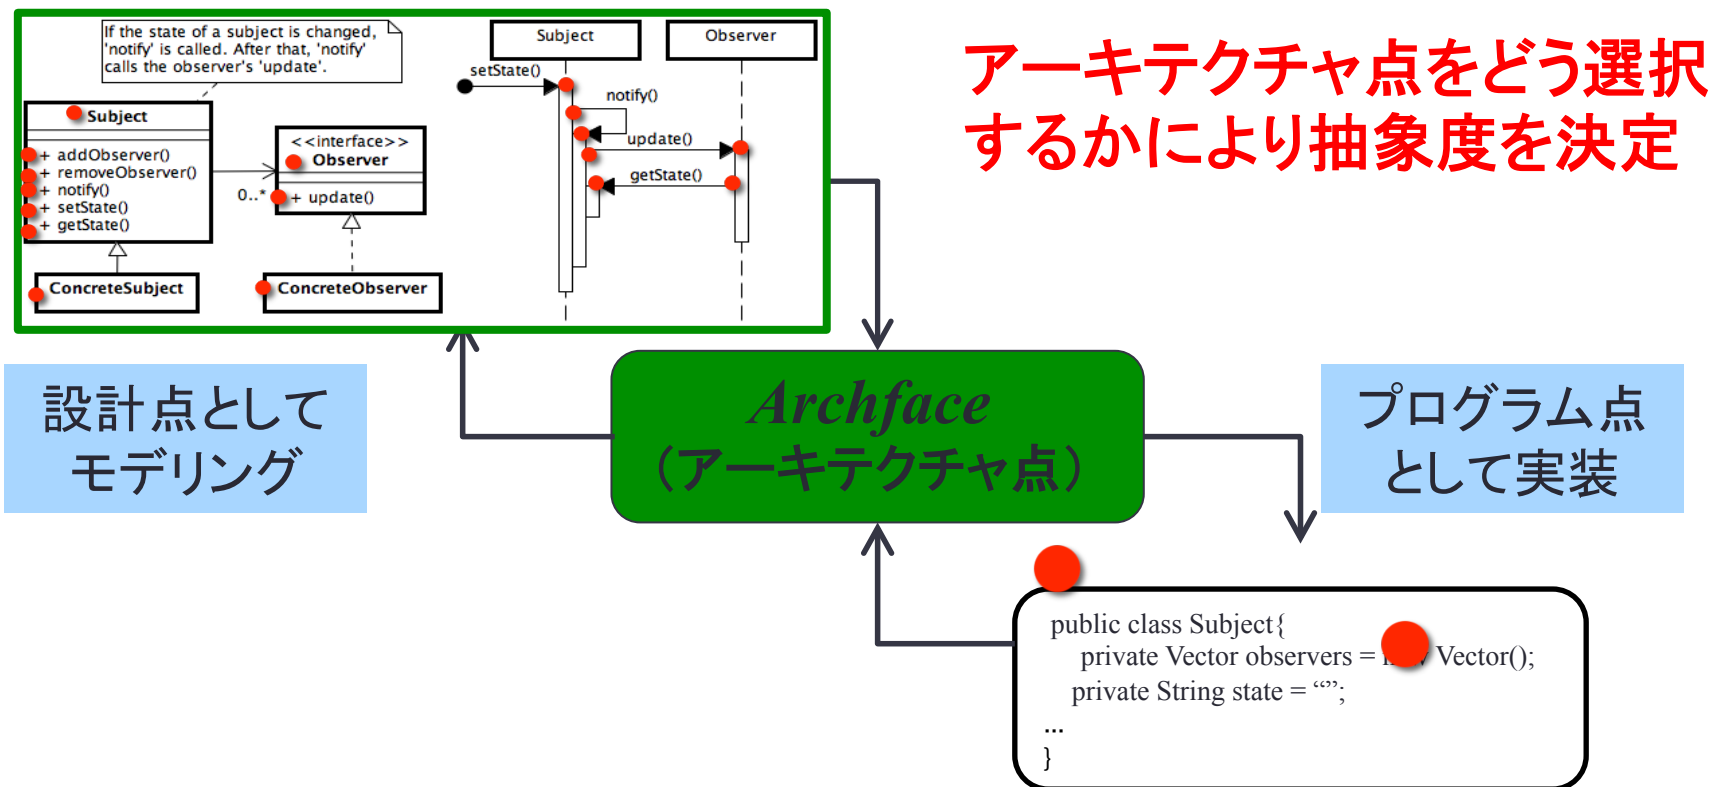 If the state of a subject is changed,
'notify' is called. After that, 'notify'
calls the observer's 'update'.
Subject
+ addObserver()
+ removeObserver()
+ notify()
+ setState()
+ getState()
<<interface>>
Observer
0..*
+ update()
ConcreteSubject
ConcreteObserver
Subject
Observer
setState()
notify()
update()
getState()
アーキテクチャ点をどう選択
するかにより抽象度を決定
設計点として
モデリング
Archface
（アーキテクチャ点）
プログラム点
として実装
public class Subject{
private Vector observers = Vector();
private String state = “”;
...
}